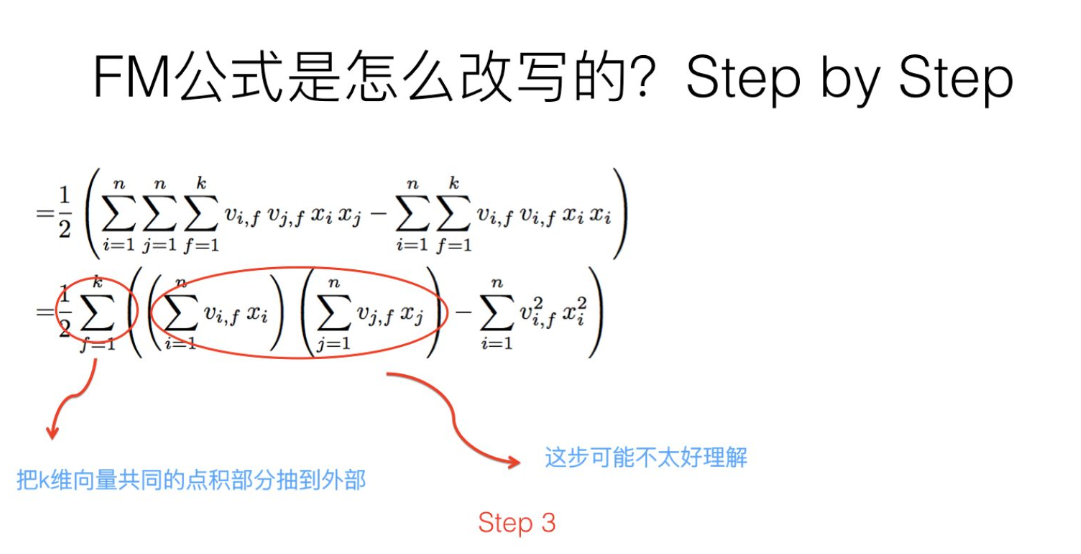 FM公式是怎么改写的？Step by Step
=\frac{1}{2}\left(\sum_{i=1}^{n}\sum_{j=1}^{n}\sum_{f=1}^{k} v_{i,f} v_{j,f} x_i x_j - \sum_{i=1}^{n}\sum_{f=1}^{k} v_{i,f} v_{i,f} x_i x_i\right)
=\frac{1}{2}\sum_{f=1}^{k}\left(\left(\sum_{i=1}^{n} v_{i,f} x_i\right)\left(\sum_{j=1}^{n} v_{j,f} x_j\right) - \sum_{i=1}^{n} v_{i,f}^2 x_i^2\right)
这步可能不太好理解
把k维向量共同的点积部分抽到外部
Step 3